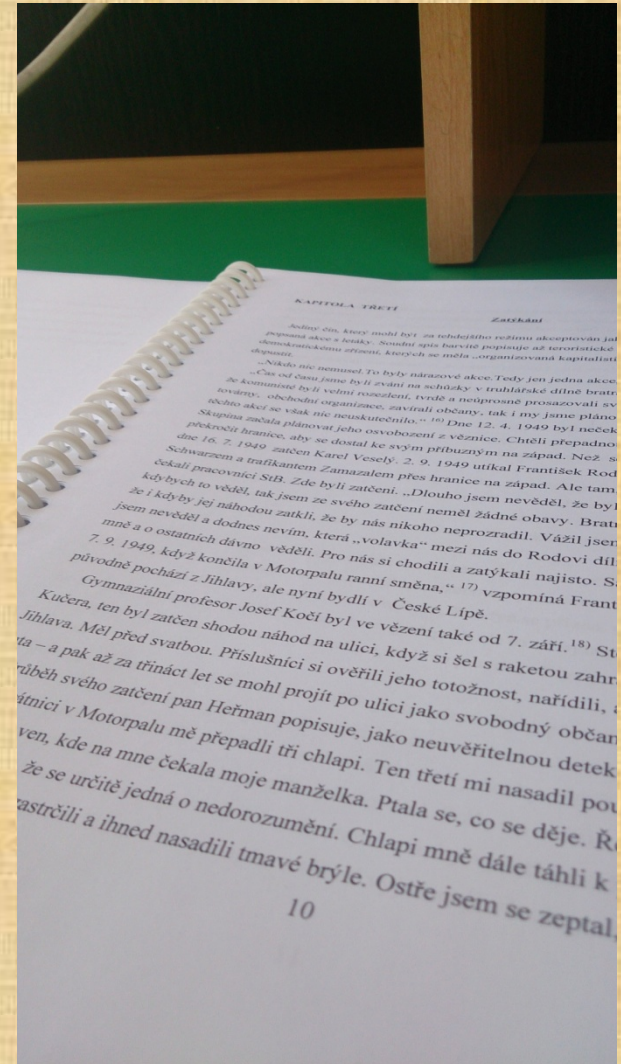 KAPITOLA TŘETÍ
Zatýkání
Jediný čin, který mohl být za tehdejšího režimu akceptován jak
popsaná akce s letáky. Soudní spis barvitě popisuje až teroristické
demokratickému zřízení, kterých se měla „organizovaná kapitalisti
dopustit.
„Nikdo nic nemusel. To byly nárazové akce. Tedy jen jedna akce,
„Čas od času jsme byli zváni na schůzky v truhlářské dílně bratr
že komunisté byli velmi rozezleni, tvrdě a neúprosně prosazovali sv
továrny, obchodní organizace, zavírali občany, tak i my jsme pláno
těchto akcí se však nic neuskutečnilo.“ 16) Dne 12. 4. 1949 byl neček
Skupina začala plánovat jeho osvobození z věznice. Chtěli přepadno
překročit hranice, aby se dostal ke svým příbuzným na západ. Než s
dne 16. 7. 1949 zatčen Karel Veselý. 2. 9. 1949 utíkal František Rod
Schwarzem a trafikantem Zamazalem přes hranice na západ. Ale tam
čekali pracovníci StB. Zde byli zatčeni. „Dlouho jsem nevěděl, že byl
kdybych to věděl, tak jsem ze svého zatčení neměl žádné obavy. Bratr
že i kdyby jej náhodou zatkli, že by nás nikoho neprozradil. Vážil jsem
jsem nevěděl a dodnes nevím, která „volavka“ mezi nás do Rodovi díl
mně a o ostatních dávno věděli. Pro nás si chodili a zatýkali najisto. Sa
7. 9. 1949, když končila v Motorpalu ranní směna,“ 17) vzpomíná Frant
původně pochází z Jihlavy, ale nyní bydlí v České Lípě.
Gymnaziální profesor Josef Kočí byl ve vězení také od 7. září. 18) St
Kučera, ten byl zatčen shodou náhod na ulici, když si šel s raketou zahr
Jihlava. Měl před svatbou. Příslušníci si ověřili jeho totožnost, nařídili, a
ta – a pak až za třináct let se mohl projít po ulici jako svobodný občan
růběh svého zatčení pan Heřman popisuje, jako neuvěřitelnou detek
átnici v Motorpalu mě přepadli tři chlapi. Ten třetí mi nasadil pou
ven, kde na mne čekala moje manželka. Ptala se, co se děje. Ř
že se určitě jedná o nedorozumění. Chlapi mně dále táhli k
zastrčili a ihned nasadili tmavé brýle. Ostře jsem se zeptal,
10